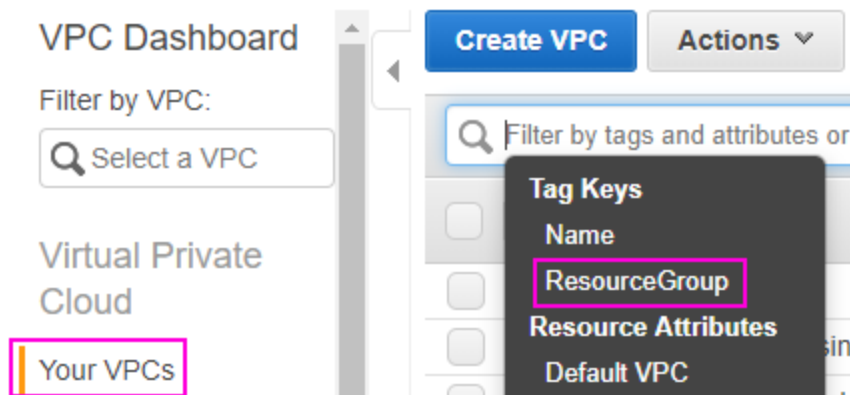 VPC Dashboard
Filter by VPC:
Select a VPC
Virtual Private
Cloud
Your VPCs
Create VPC
Actions
Filter by tags and attributes or
Tag Keys
Name
ResourceGroup
Resource Attributes
Default VPC